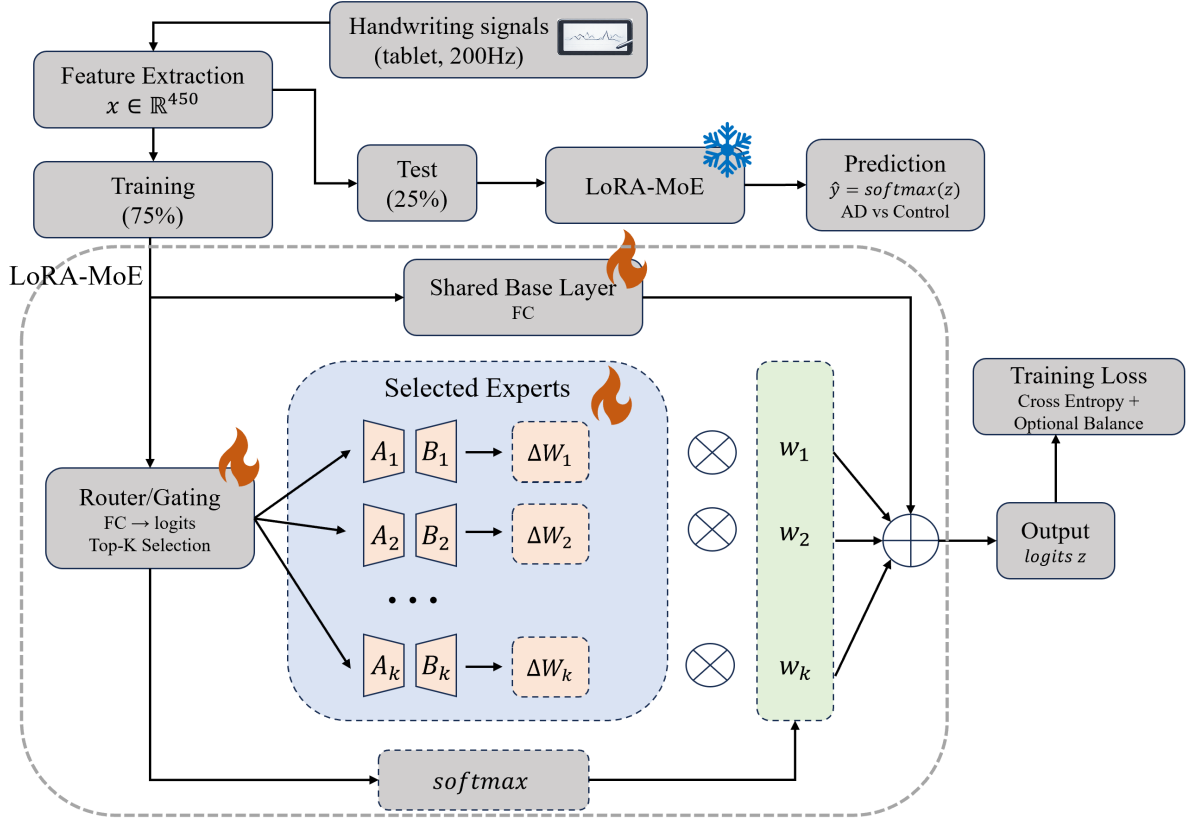 Handwriting signals
(tablet, 200Hz)
Feature Extraction
x ∈ ℝ⁴⁵⁰
Training
(75%)
Test
(25%)
LoRA-MoE
Prediction
ŷ = softmax(z)
AD vs Control
LoRA-MoE
Shared Base Layer
FC
Selected Experts
A₁ B₁ ΔW₁
w₁
A₂ B₂ ΔW₂
w₂
• • •
Aₖ Bₖ ΔWₖ
wₖ
Router/Gating
FC → logits
Top-K Selection
softmax
Training Loss
Cross Entropy +
Optional Balance
Output
logits z